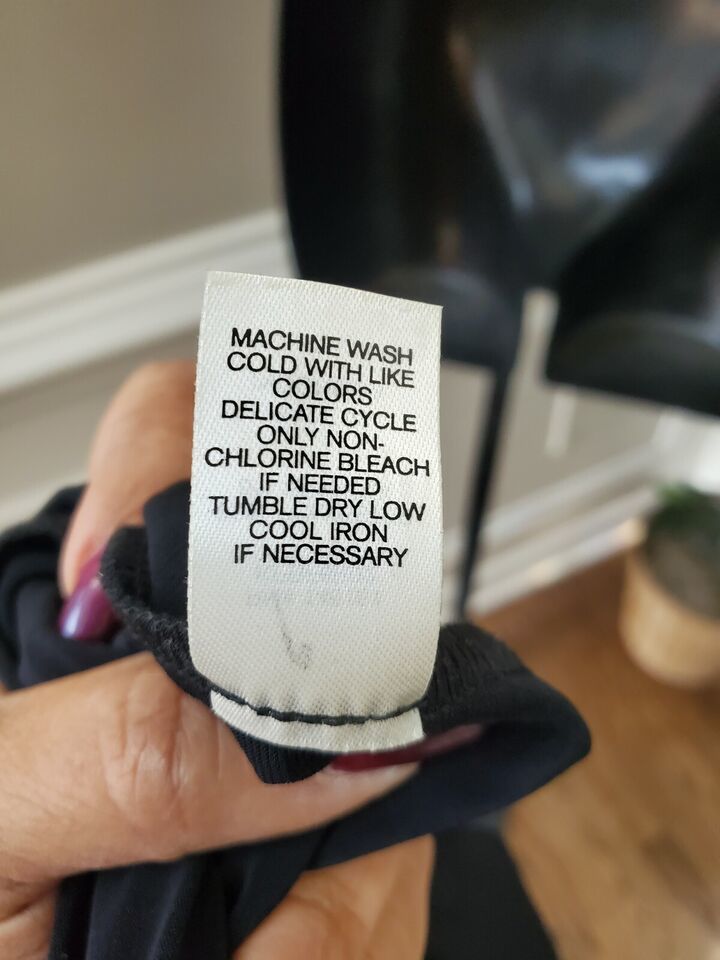 MACHINE WASH
COLD WITH LIKE
COLORS
DELICATE CYCLE
ONLY NON-
CHLORINE BLEACH
IF NEEDED
TUMBLE DRY LOW
COOL IRON
IF NECESSARY